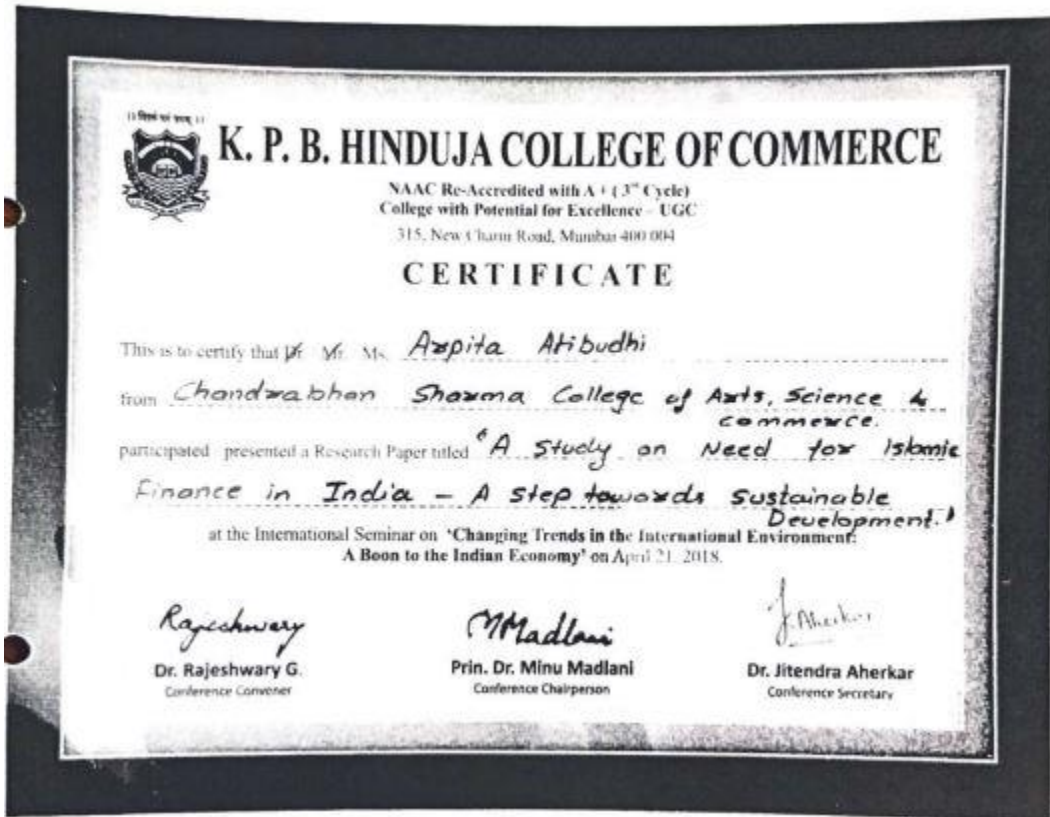 K. P. B. HINDUJA COLLEGE OF COMMERCE
NAAC Re-Accredited with A + ( 3rd Cycle)
College with Potential for Excellence - UGC
315, New Charni Road, Mumbai 400 004
CERTIFICATE
This is to certify that Dr. Mr. Ms. Arpita Atibudhi
from Chandrabhan Sharma College of Arts, Science &
commerce.
participated presented a Research Paper titled 'A Study on Need for Islamic
Finance in India - A step towards Sustainable
Development.'
at the International Seminar on 'Changing Trends in the International Environment:
A Boon to the Indian Economy' on April 21, 2018.
Rajeshwary MMadlani J. Aherkar
Dr. Rajeshwary G. Prin. Dr. Minu Madlani Dr. Jitendra Aherkar
Conference Convener Conference Chairperson Conference Secretary